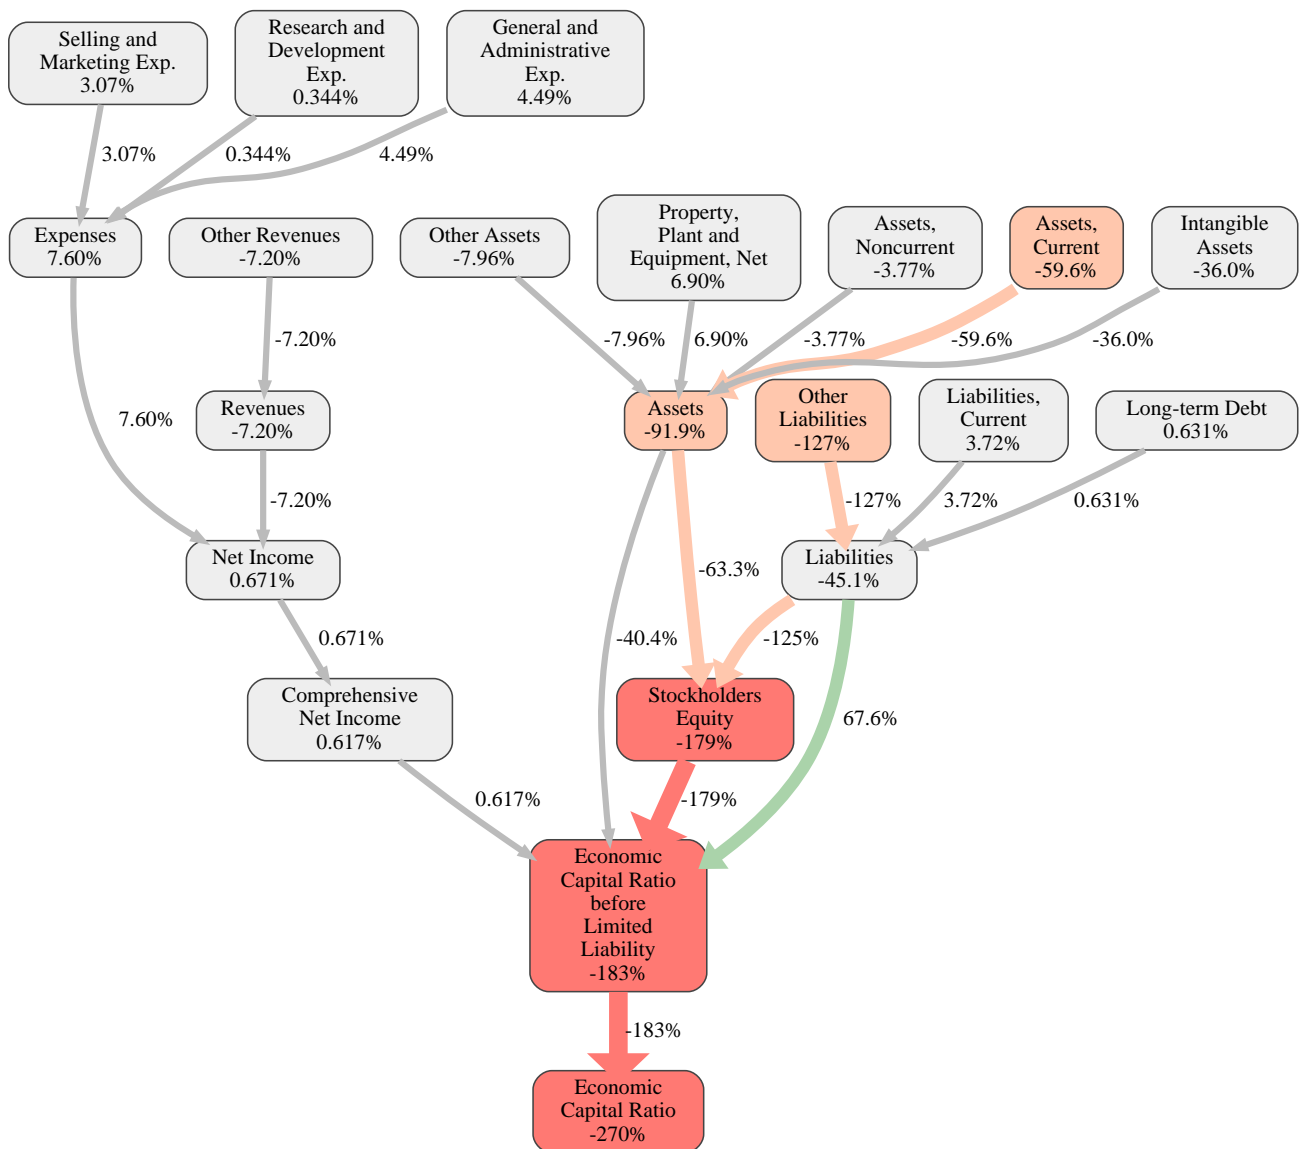 Selling and
Marketing Exp.
3.07%
Research and
Development
Exp.
0.344%
General and
Administrative
Exp.
4.49%
3.07%
0.344%
4.49%
Expenses
7.60%
Other Revenues
-7.20%
Other Assets
-7.96%
Property,
Plant and
Equipment, Net
6.90%
Assets,
Noncurrent
-3.77%
Assets,
Current
-59.6%
Intangible
Assets
-36.0%
-7.20%
-7.96%
6.90%
-3.77%
-59.6%
-36.0%
7.60%
Revenues
-7.20%
Assets
-91.9%
Other
Liabilities
-127%
Liabilities,
Current
3.72%
Long-term Debt
0.631%
-7.20%
-127%
3.72%
0.631%
Net Income
0.671%
-63.3%
Liabilities
-45.1%
0.671%
-40.4%
-125%
Comprehensive
Net Income
0.617%
Stockholders
Equity
-179%
67.6%
0.617%
-179%
Economic
Capital Ratio
before
Limited
Liability
-183%
-183%
Economic
Capital Ratio
-270%